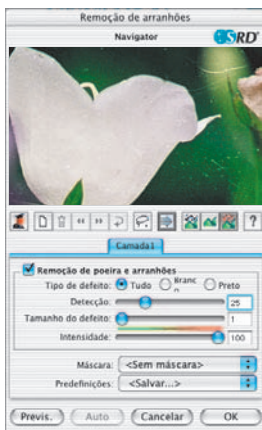 Remoção de arranhões
Navigator
SRD
?
Camada1
Remoção de poeira e arranhões
Tipo de defeito: Tudo Branco Preto
Detecção: 25
Tamanho do defeito: 1
Intensidade: 100
Máscara: <Sem máscara>
Predefinições: <Salvar...>
Previs. Auto Cancelar OK